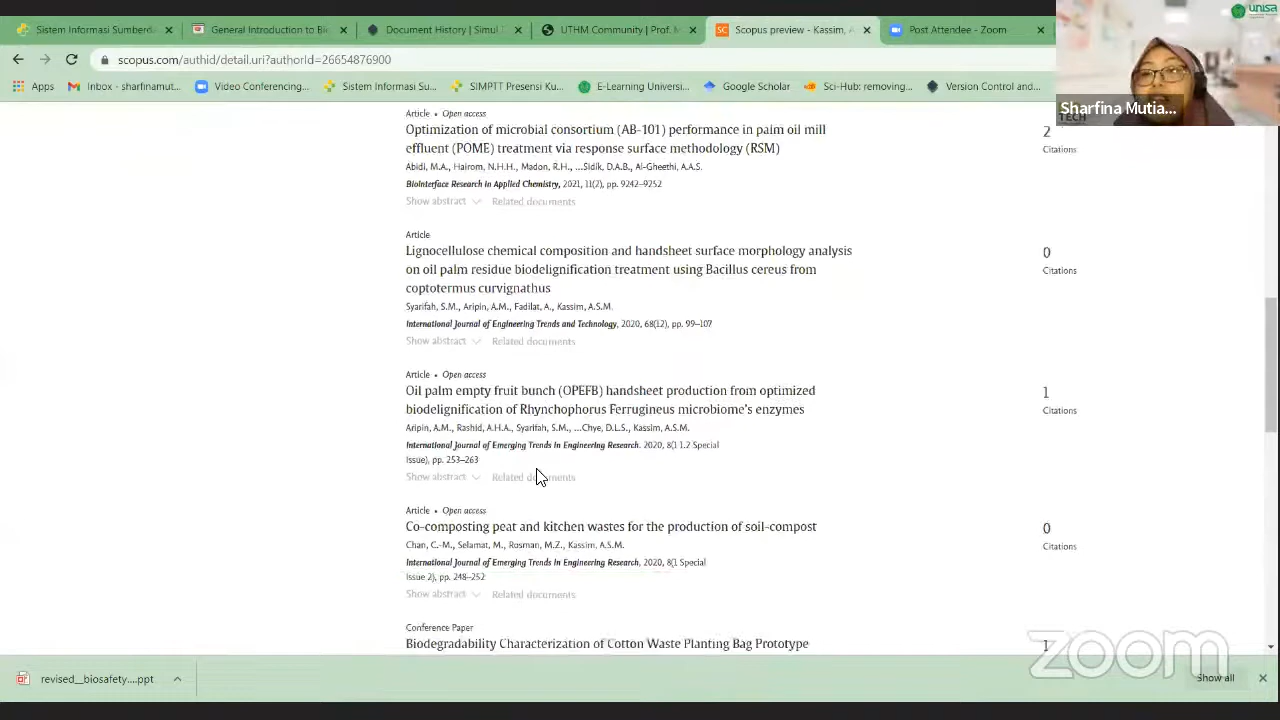 Sistem Informasi Sumberda
General Introduction to Bio
Document History | Simul T
UTHM Community | Prof. M
Scopus preview - Kassim, A
Post Attendee - Zoom
unisa
scopus.com/authid/detail.uri?authorId=26654876900
Apps
Inbox - sharfinamut...
Video Conferencing...
Sistem Informasi Su...
SIMPTT Presensi Ku...
E-Learning Universi...
Google Scholar
Sci-Hub: removing...
Version Control and...
Sharfina Mutia...
TECH
Article • Open access
Optimization of microbial consortium (AB-101) performance in palm oil mill
effluent (POME) treatment via response surface methodology (RSM)
2
Citations
Abidi, M.A., Hairom, N.H.H., Madon, R.H., ...Sidik, D.A.B., Al-Gheethi, A.A.S.
Biointerface Research in Applied Chemistry, 2021, 11(2), pp. 9242–9252
Show abstract
Related documents
Article
Lignocellulose chemical composition and handsheet surface morphology analysis
on oil palm residue biodelignification treatment using Bacillus cereus from
coptotermus curvignathus
0
Citations
Syarifah, S.M., Aripin, A.M., Fadilat, A., Kassim, A.S.M.
International Journal of Engineering Trends and Technology, 2020, 68(12), pp. 99–107
Show abstract
Related documents
Article • Open access
Oil palm empty fruit bunch (OPEFB) handsheet production from optimized
biodelignification of Rhynchophorus Ferrugineus microbiome's enzymes
1
Citations
Aripin, A.M., Rashid, A.H.A., Syarifah, S.M., ...Chye, D.L.S., Kassim, A.S.M.
International Journal of Emerging Trends in Engineering Research. 2020, 8(1 1.2 Special
Issue), pp. 253–263
Show abstract
Related documents
Article • Open access
Co-composting peat and kitchen wastes for the production of soil-compost
0
Citations
Chan, C.-M., Selamat, M., Rosman, M.Z., Kassim, A.S.M.
International Journal of Emerging Trends in Engineering Research, 2020, 8(1 Special
Issue 2), pp. 248–252
Show abstract
Related documents
Conference Paper
Biodegradability Characterization of Cotton Waste Planting Bag Prototype
1
zoom
revised__biosafety....ppt
Show all